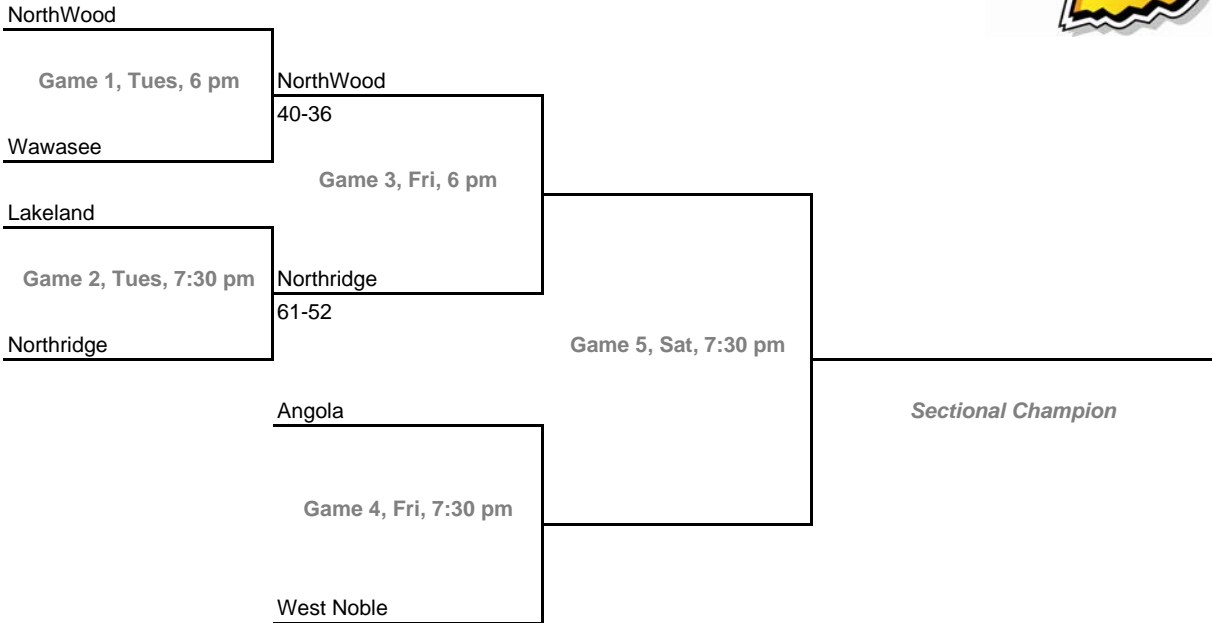 NorthWood
Game 1, Tues, 6 pm
NorthWood
40-36
Wawasee
Game 3, Fri, 6 pm
Lakeland
Game 2, Tues, 7:30 pm
Northridge
61-52
Northridge
Game 5, Sat, 7:30 pm
Angola
Sectional Champion
Game 4, Fri, 7:30 pm
West Noble